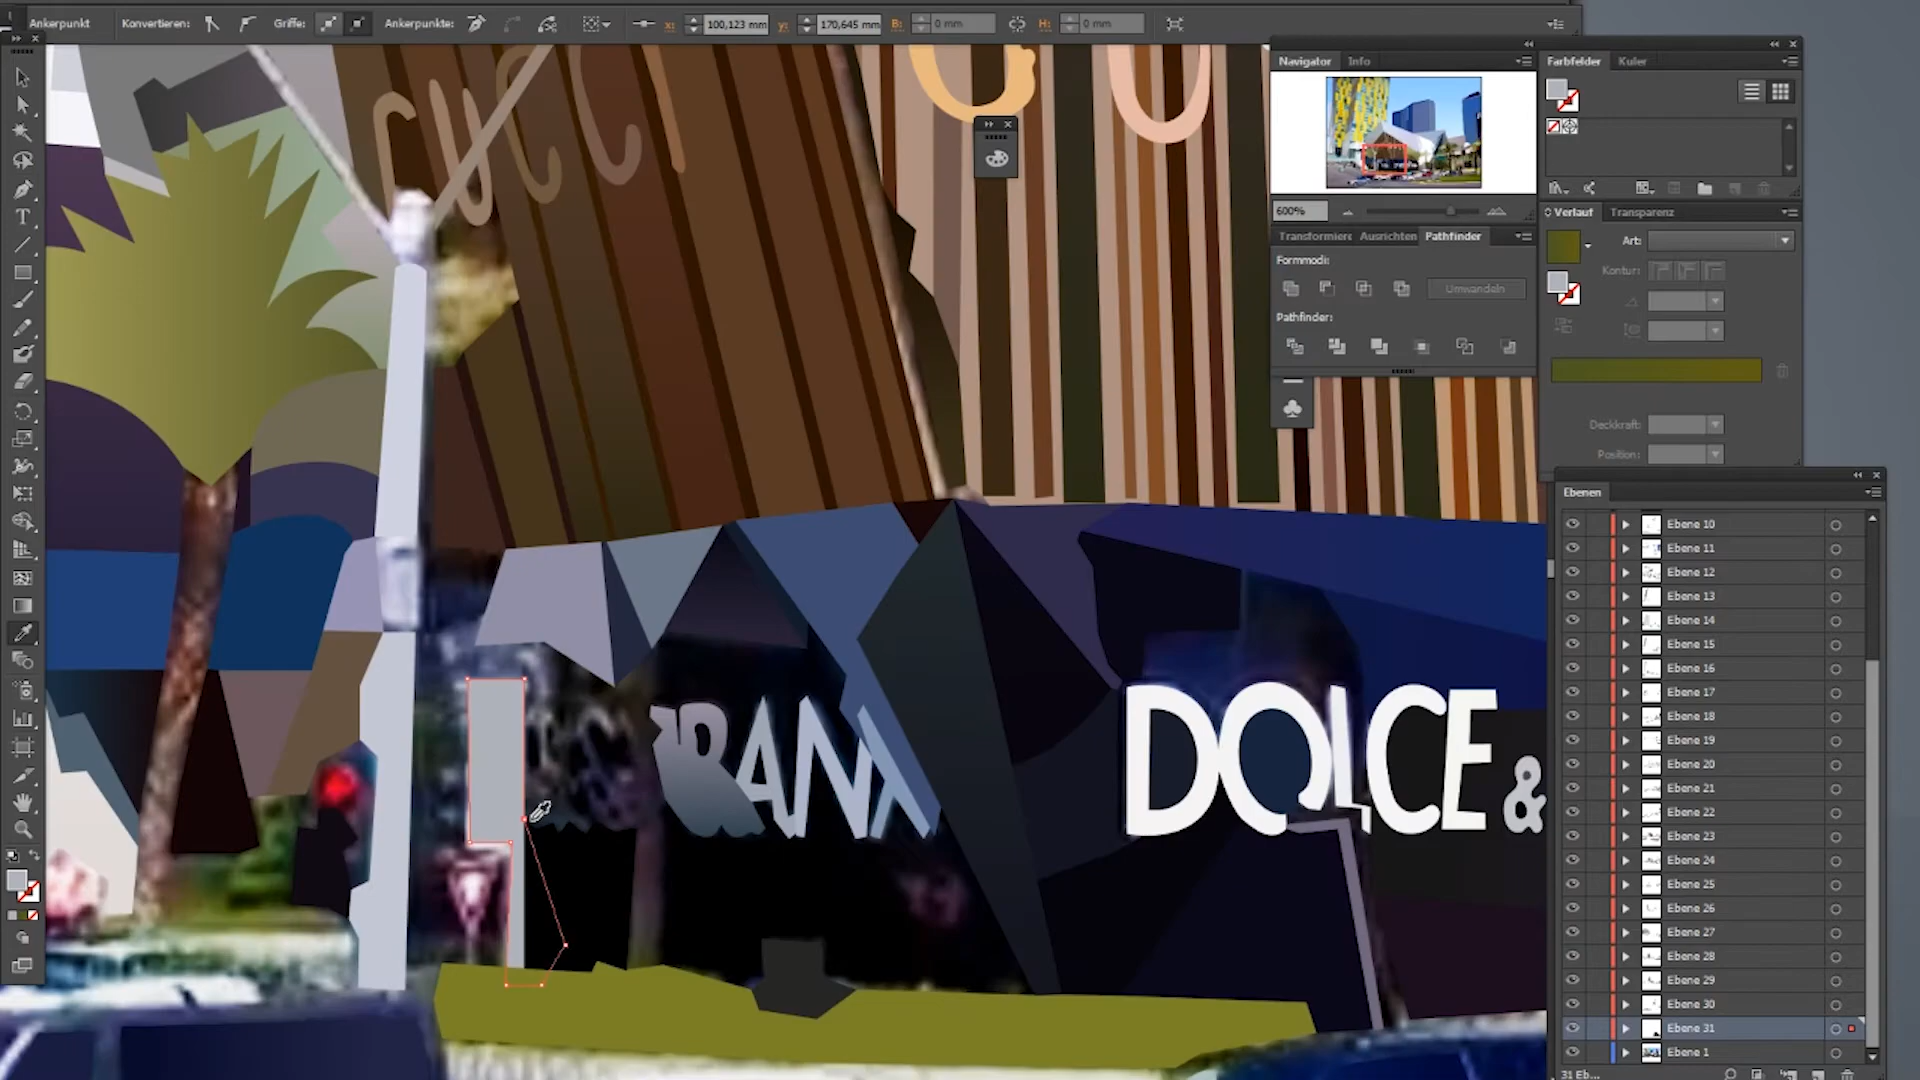 Ankerpunkt Konvertieren: Griffe: Ankerpunkte: x: 100,123 mm y: 170,645 mm B: 0 mm H: 0 mm
Navigator Info
600%
Transformieren Ausrichten Pathfinder
Formmodi:
Umwandeln
Pathfinder:
Farbfelder Kuler
Verlauf Transparenz
Art:
Kontur:
Deckkraft:
Position:
Ebenen
Ebene 10
Ebene 11
Ebene 12
Ebene 13
Ebene 14
Ebene 15
Ebene 16
Ebene 17
Ebene 18
Ebene 19
Ebene 20
Ebene 21
Ebene 22
Ebene 23
Ebene 24
Ebene 25
Ebene 26
Ebene 27
Ebene 28
Ebene 29
Ebene 30
Ebene 31
Ebene 1
31 Eb...
GUCCI
RANX
DOLCE &